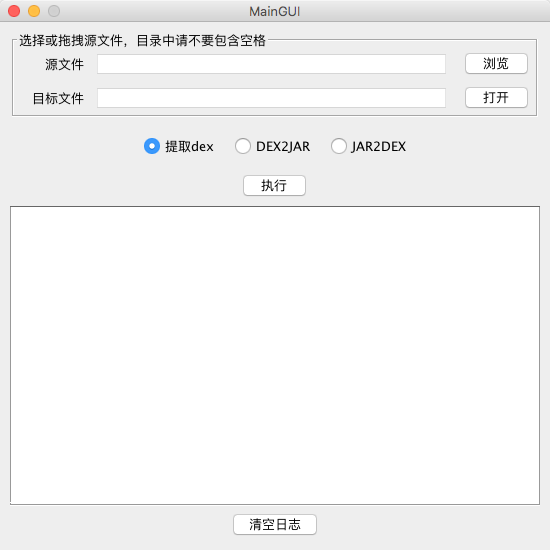 MainGUI
选择或拖拽源文件，目录中请不要包含空格
源文件 浏览
目标文件 打开
提取dex DEX2JAR JAR2DEX
执行
清空日志